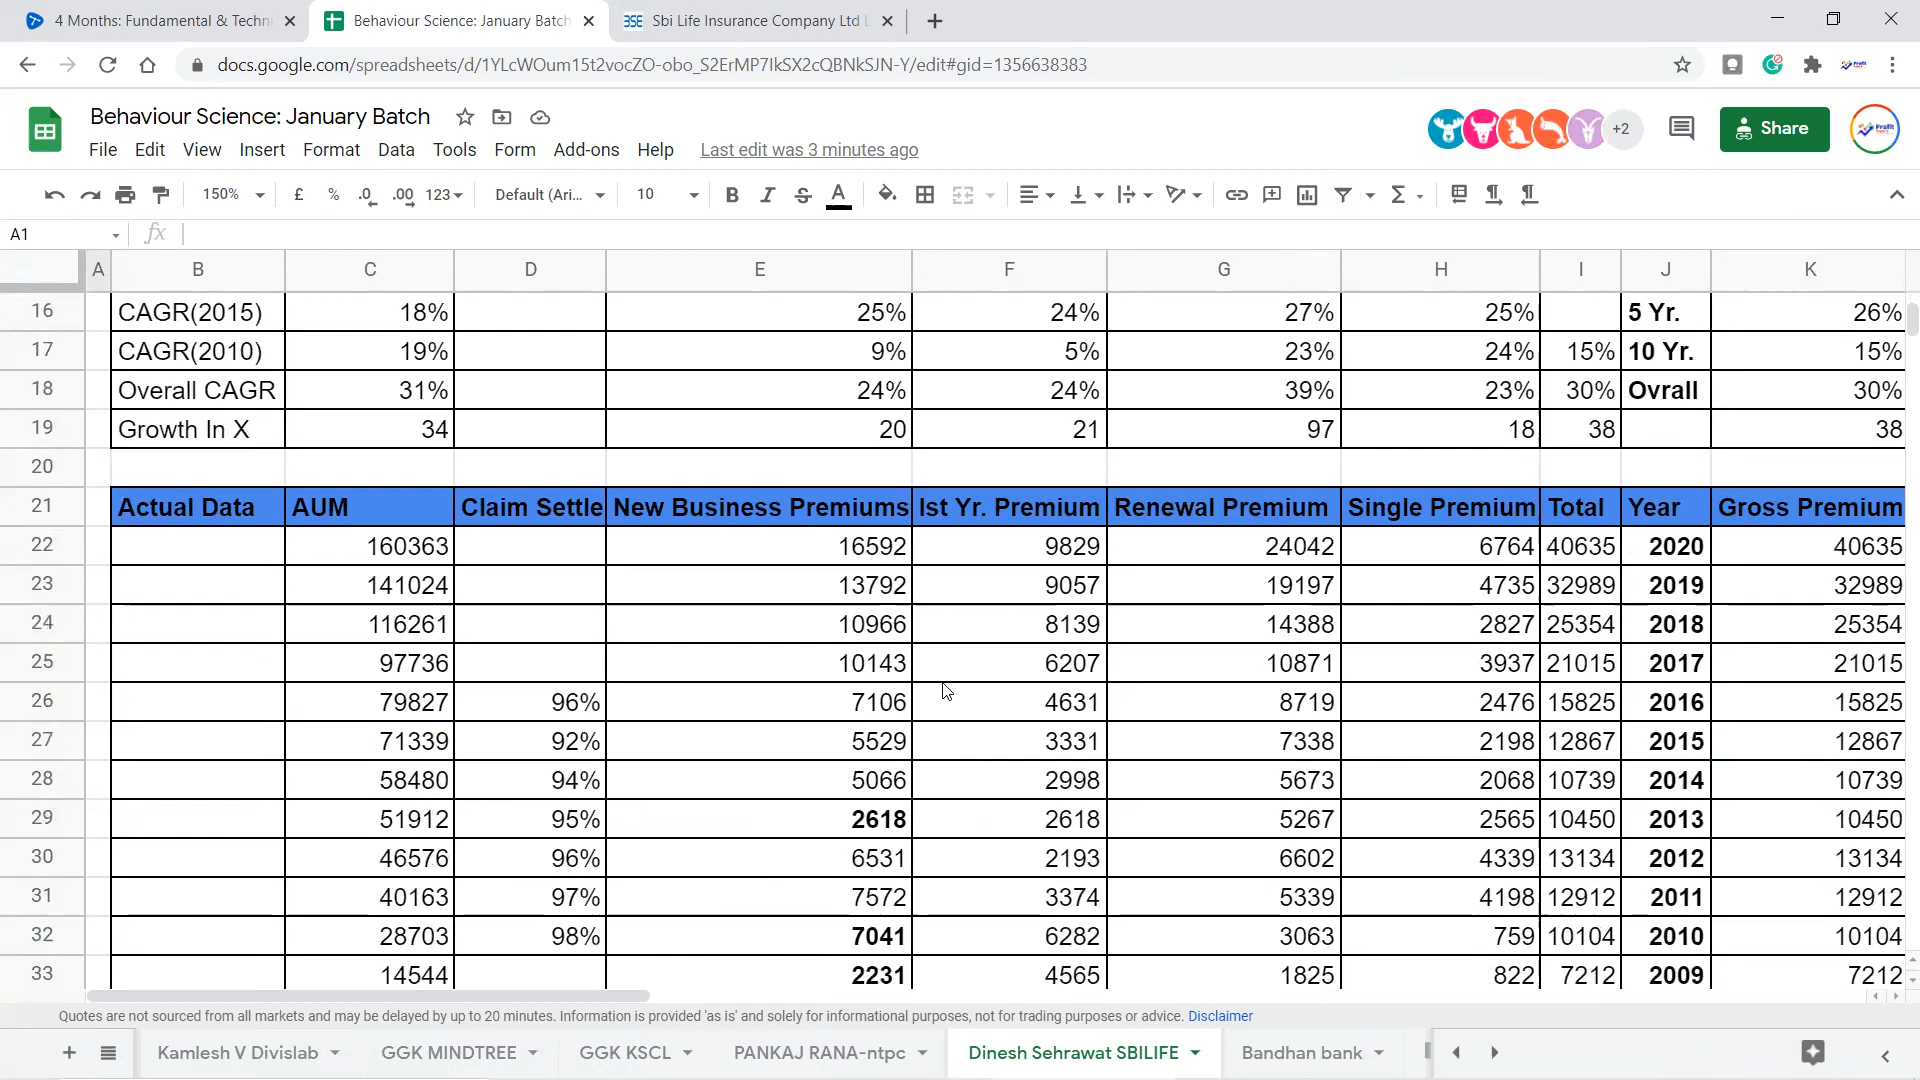 4 Months: Fundamental & Techni
Behaviour Science: January Batch
BSE Sbi Life Insurance Company Ltd L
docs.google.com/spreadsheets/d/1YLcWOum15t2vocZO-obo_S2ErMP7IkSX2cQBNkSJN-Y/edit#gid=1356638383
Behaviour Science: January Batch
+2
Share
File Edit View Insert Format Data Tools Form Add-ons Help Last edit was 3 minutes ago
150% £ % .0 .00 123 Default (Ari... 10 B I S A Σ
A1 fx
A B C D E F G H I J K
16 CAGR(2015) 18% 25% 24% 27% 25% 5 Yr. 26%
17 CAGR(2010) 19% 9% 5% 23% 24% 15% 10 Yr. 15%
18 Overall CAGR 31% 24% 24% 39% 23% 30% Ovrall 30%
19 Growth In X 34 20 21 97 18 38 38
20
21 Actual Data AUM Claim Settle New Business Premiums Ist Yr. Premium Renewal Premium Single Premium Total Year Gross Premium
22 160363 16592 9829 24042 6764 40635 2020 40635
23 141024 13792 9057 19197 4735 32989 2019 32989
24 116261 10966 8139 14388 2827 25354 2018 25354
25 97736 10143 6207 10871 3937 21015 2017 21015
26 79827 96% 7106 4631 8719 2476 15825 2016 15825
27 71339 92% 5529 3331 7338 2198 12867 2015 12867
28 58480 94% 5066 2998 5673 2068 10739 2014 10739
29 51912 95% 2618 2618 5267 2565 10450 2013 10450
30 46576 96% 6531 2193 6602 4339 13134 2012 13134
31 40163 97% 7572 3374 5339 4198 12912 2011 12912
32 28703 98% 7041 6282 3063 759 10104 2010 10104
33 14544 2231 4565 1825 822 7212 2009 7212
Quotes are not sourced from all markets and may be delayed by up to 20 minutes. Information is provided 'as is' and solely for informational purposes, not for trading purposes or advice. Disclaimer
Kamlesh V Divislab GGK MINDTREE GGK KSCL PANKAJ RANA-ntpc Dinesh Sehrawat SBILIFE Bandhan bank